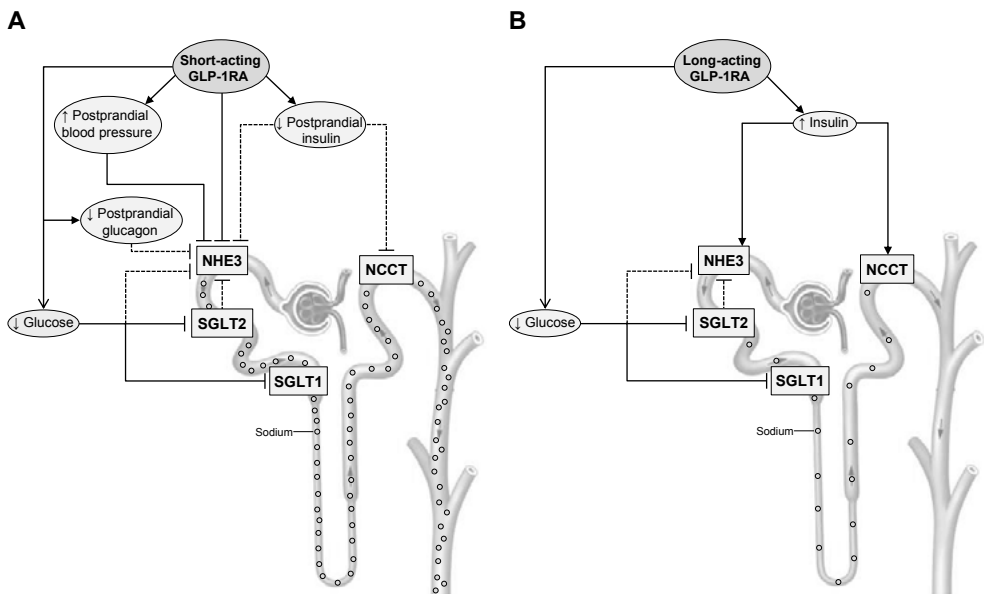 A
Short-acting
GLP-1RA
↑ Postprandial
blood pressure
↓ Postprandial
insulin
↓ Postprandial
glucagon
NHE3
NCCT
↓ Glucose
SGLT2
SGLT1
Sodium
B
Long-acting
GLP-1RA
↑ Insulin
NHE3
NCCT
↓ Glucose
SGLT2
SGLT1
Sodium